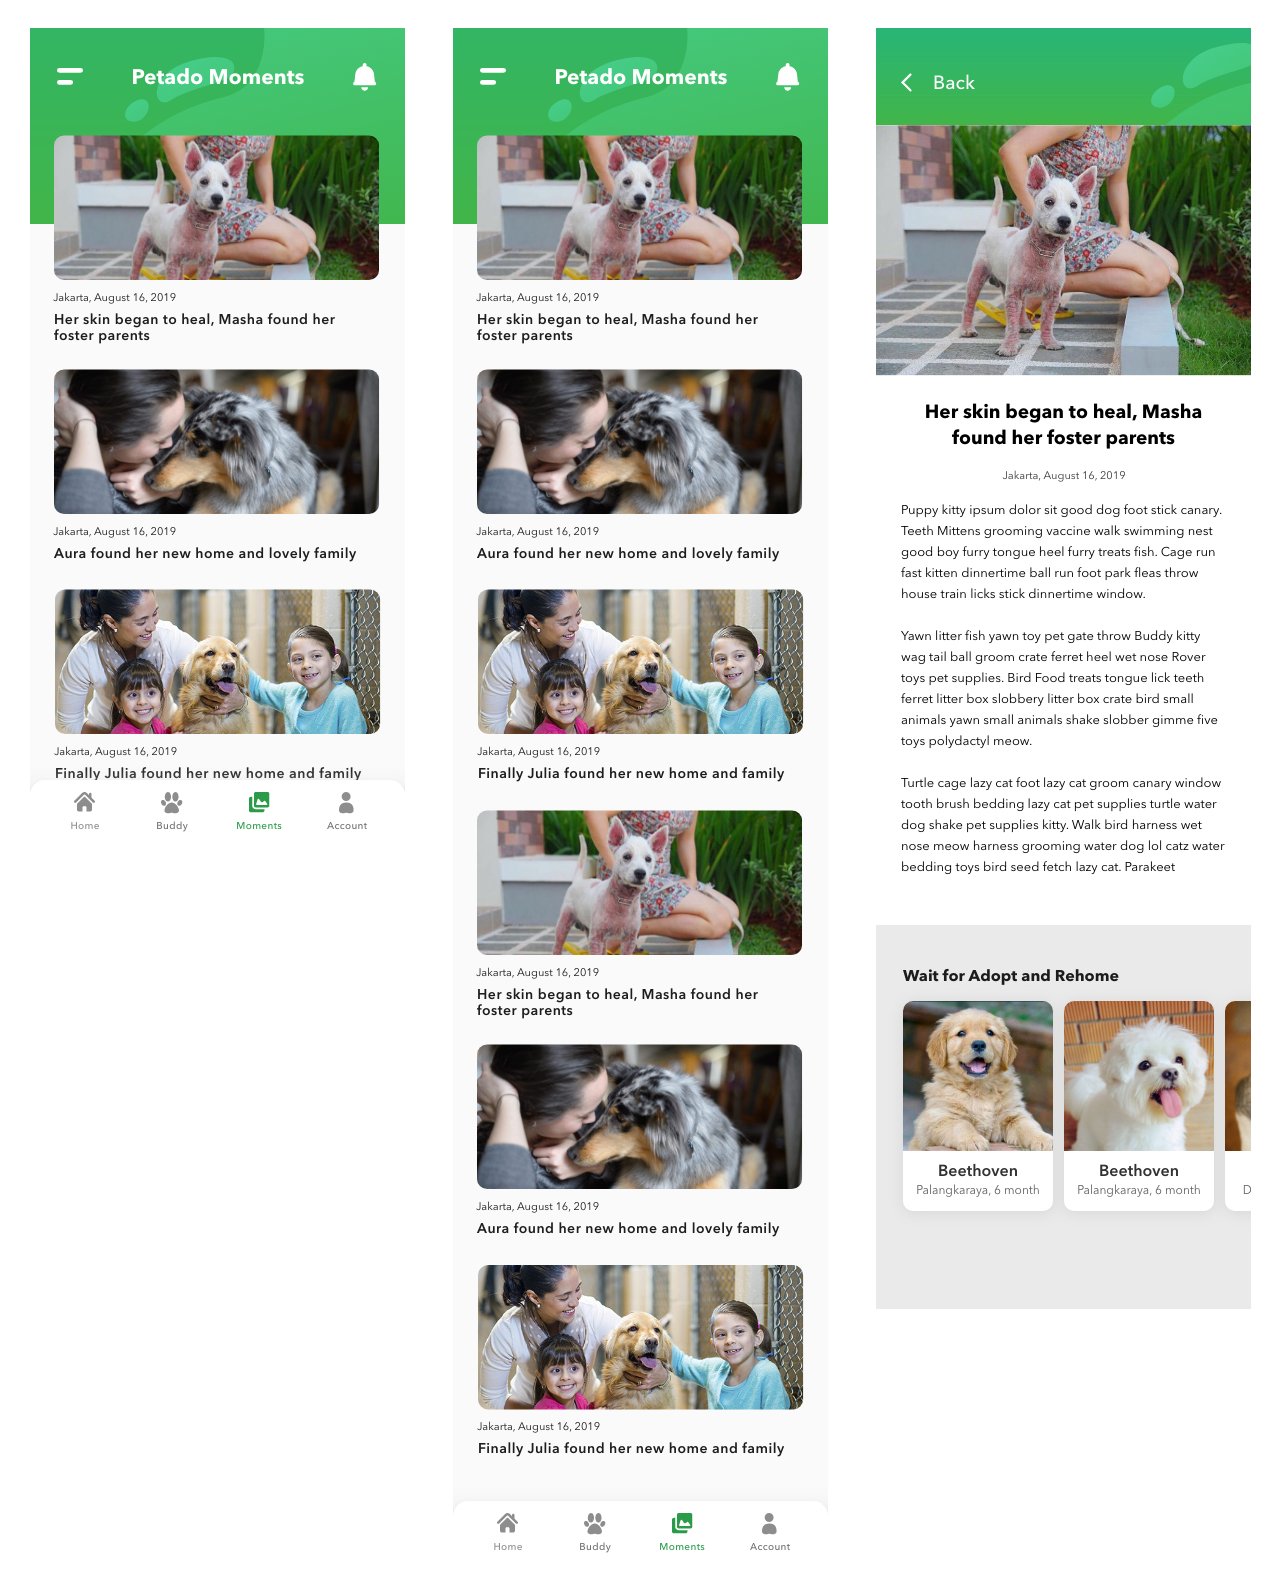 Petado Moments
Jakarta, August 16, 2019
Her skin began to heal, Masha found her
foster parents
Jakarta, August 16, 2019
Aura found her new home and lovely family
Jakarta, August 16, 2019
Finally Julia found her new home and family
Home
Buddy
Moments
Account
Petado Moments
Jakarta, August 16, 2019
Her skin began to heal, Masha found her
foster parents
Jakarta, August 16, 2019
Aura found her new home and lovely family
Jakarta, August 16, 2019
Finally Julia found her new home and family
Jakarta, August 16, 2019
Her skin began to heal, Masha found her
foster parents
Jakarta, August 16, 2019
Aura found her new home and lovely family
Jakarta, August 16, 2019
Finally Julia found her new home and family
Home
Buddy
Moments
Account
Back
Her skin began to heal, Masha
found her foster parents
Jakarta, August 16, 2019
Puppy kitty ipsum dolor sit good dog foot stick canary.
Teeth Mittens grooming vaccine walk swimming nest
good boy furry tongue heel furry treats fish. Cage run
fast kitten dinnertime ball run foot park fleas throw
house train licks stick dinnertime window.
Yawn litter fish yawn toy pet gate throw Buddy kitty
wag tail ball groom crate ferret heel wet nose Rover
toys pet supplies. Bird Food treats tongue lick teeth
ferret litter box slobbery litter box crate bird small
animals yawn small animals shake slobber gimme five
toys polydactyl meow.
Turtle cage lazy cat foot lazy cat groom canary window
tooth brush bedding lazy cat pet supplies turtle water
dog shake pet supplies kitty. Walk bird harness wet
nose meow harness grooming water dog lol catz water
bedding toys bird seed fetch lazy cat. Parakeet
Wait for Adopt and Rehome
Beethoven
Palangkaraya, 6 month
Beethoven
Palangkaraya, 6 month
D